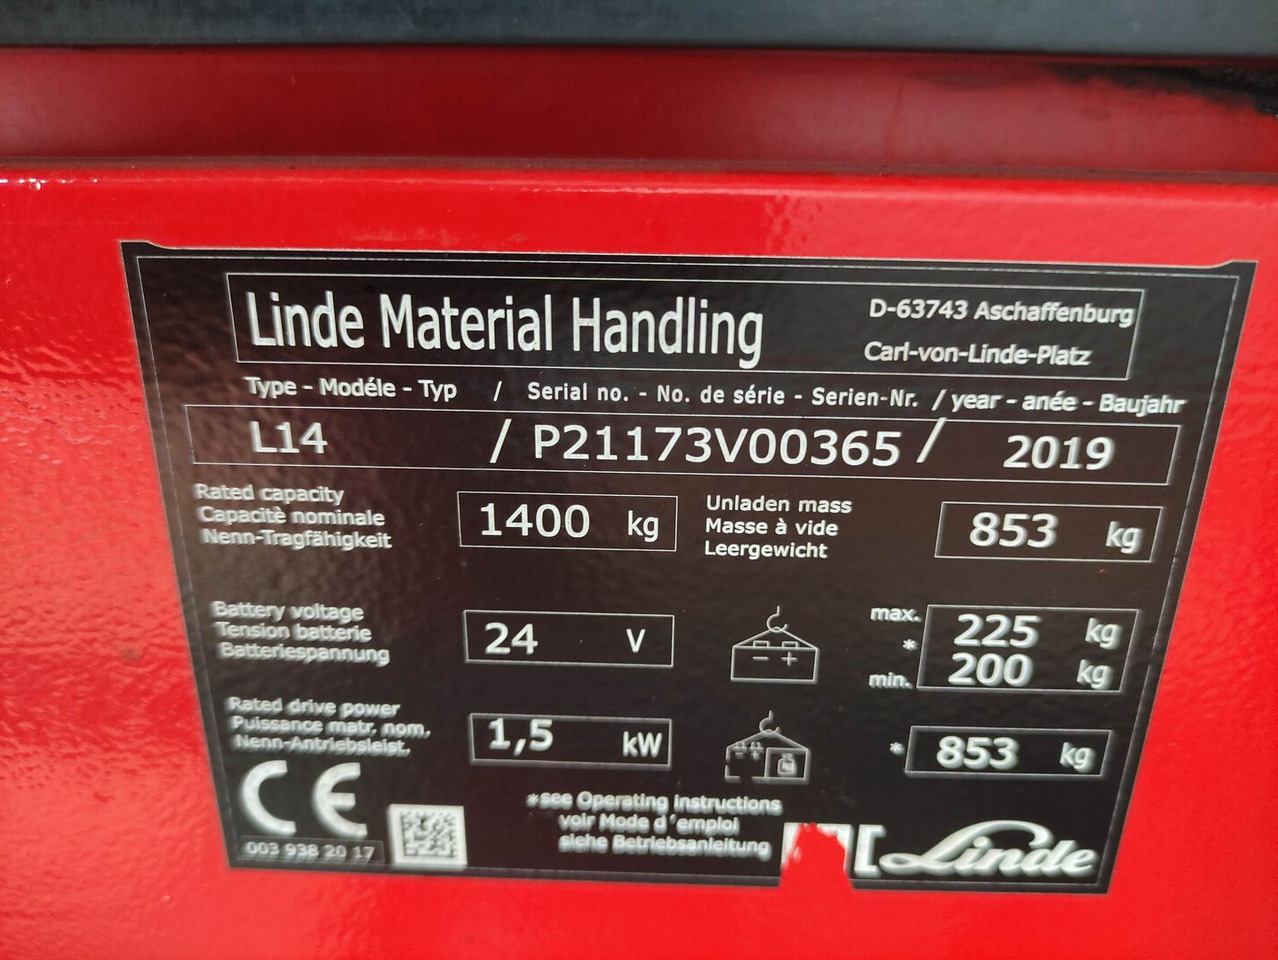 Linde Material Handling
D-63743 Aschaffenburg
Carl-von-Linde-Platz
Type - Modéle - Typ / Serial no. - No. de série - Serien-Nr. / year - anée - Baujahr
L14 / P21173V00365 / 2019
Rated capacity
Capacitè nominale
Nenn-Tragfähigkeit
1400 kg
Unladen mass
Masse à vide
Leergewicht
853 kg
Battery voltage
Tension batterie
Batteriespannung
24 V
- +
max. 225 kg
*
min. 200 kg
Rated drive power
Puissance matr, nom,
Nenn-Antriebsleist,
1,5 kW
* 853 kg
CE
003 938 20 17
*see Operating Instructions
voir Mode d'emploi
siehe Betriebsanleitung
Linde